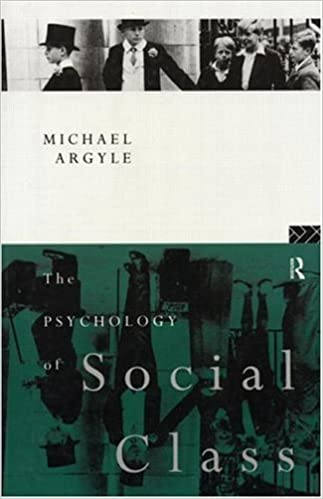 MICHAEL
ARGYLE
R
The
PSYCHOLOGY
of Social
Class